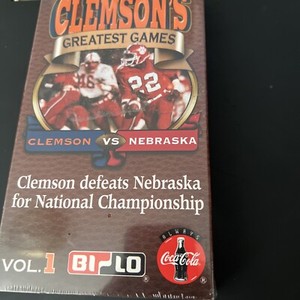 CLEMSON'S
GREATEST GAMES
86
22
CLEMSON VS NEBRASKA
Clemson defeats Nebraska
for National Championship
VOL. 1 BI-LO
ALWAYS
Coca-Cola